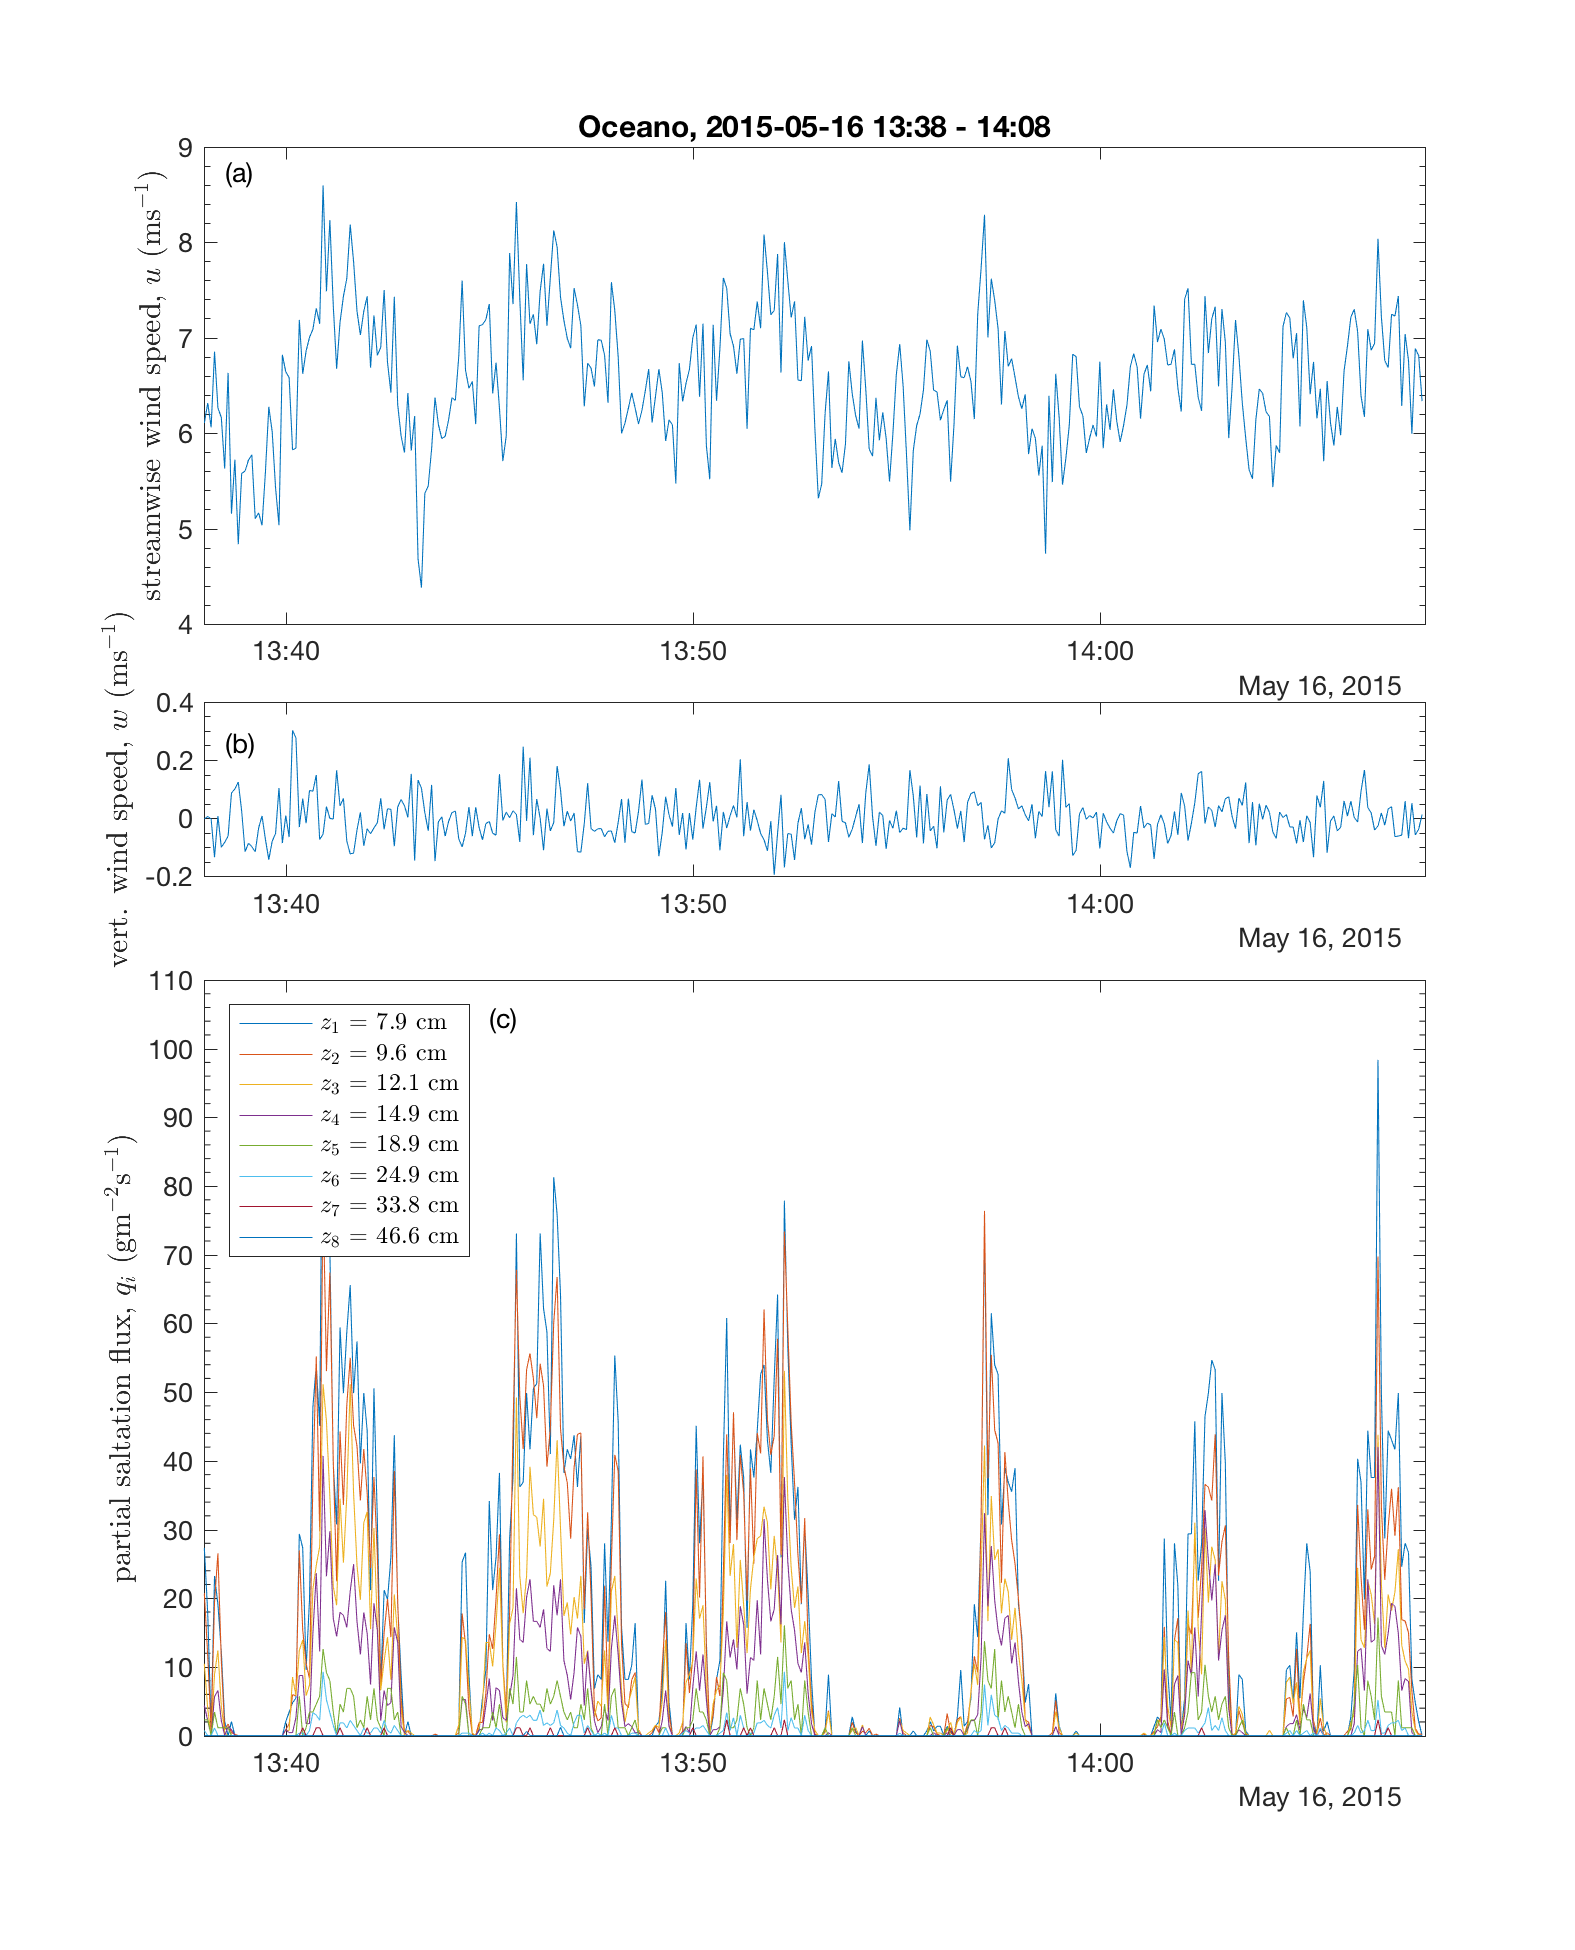 Oceano, 2015-05-16 13:38 - 14:08
(a)
streamwise wind speed, u (ms⁻¹)
9
8
7
6
5
4
13:40 13:50 14:00
May 16, 2015
(b)
vert. wind speed, w (ms⁻¹)
0.4
0.2
0
-0.2
13:40 13:50 14:00
May 16, 2015
(c)
partial saltation flux, qᵢ (gm⁻²s⁻¹)
110
100
90
80
70
60
50
40
30
20
10
0
z₁ = 7.9 cm
z₂ = 9.6 cm
z₃ = 12.1 cm
z₄ = 14.9 cm
z₅ = 18.9 cm
z₆ = 24.9 cm
z₇ = 33.8 cm
z₈ = 46.6 cm
13:40 13:50 14:00
May 16, 2015